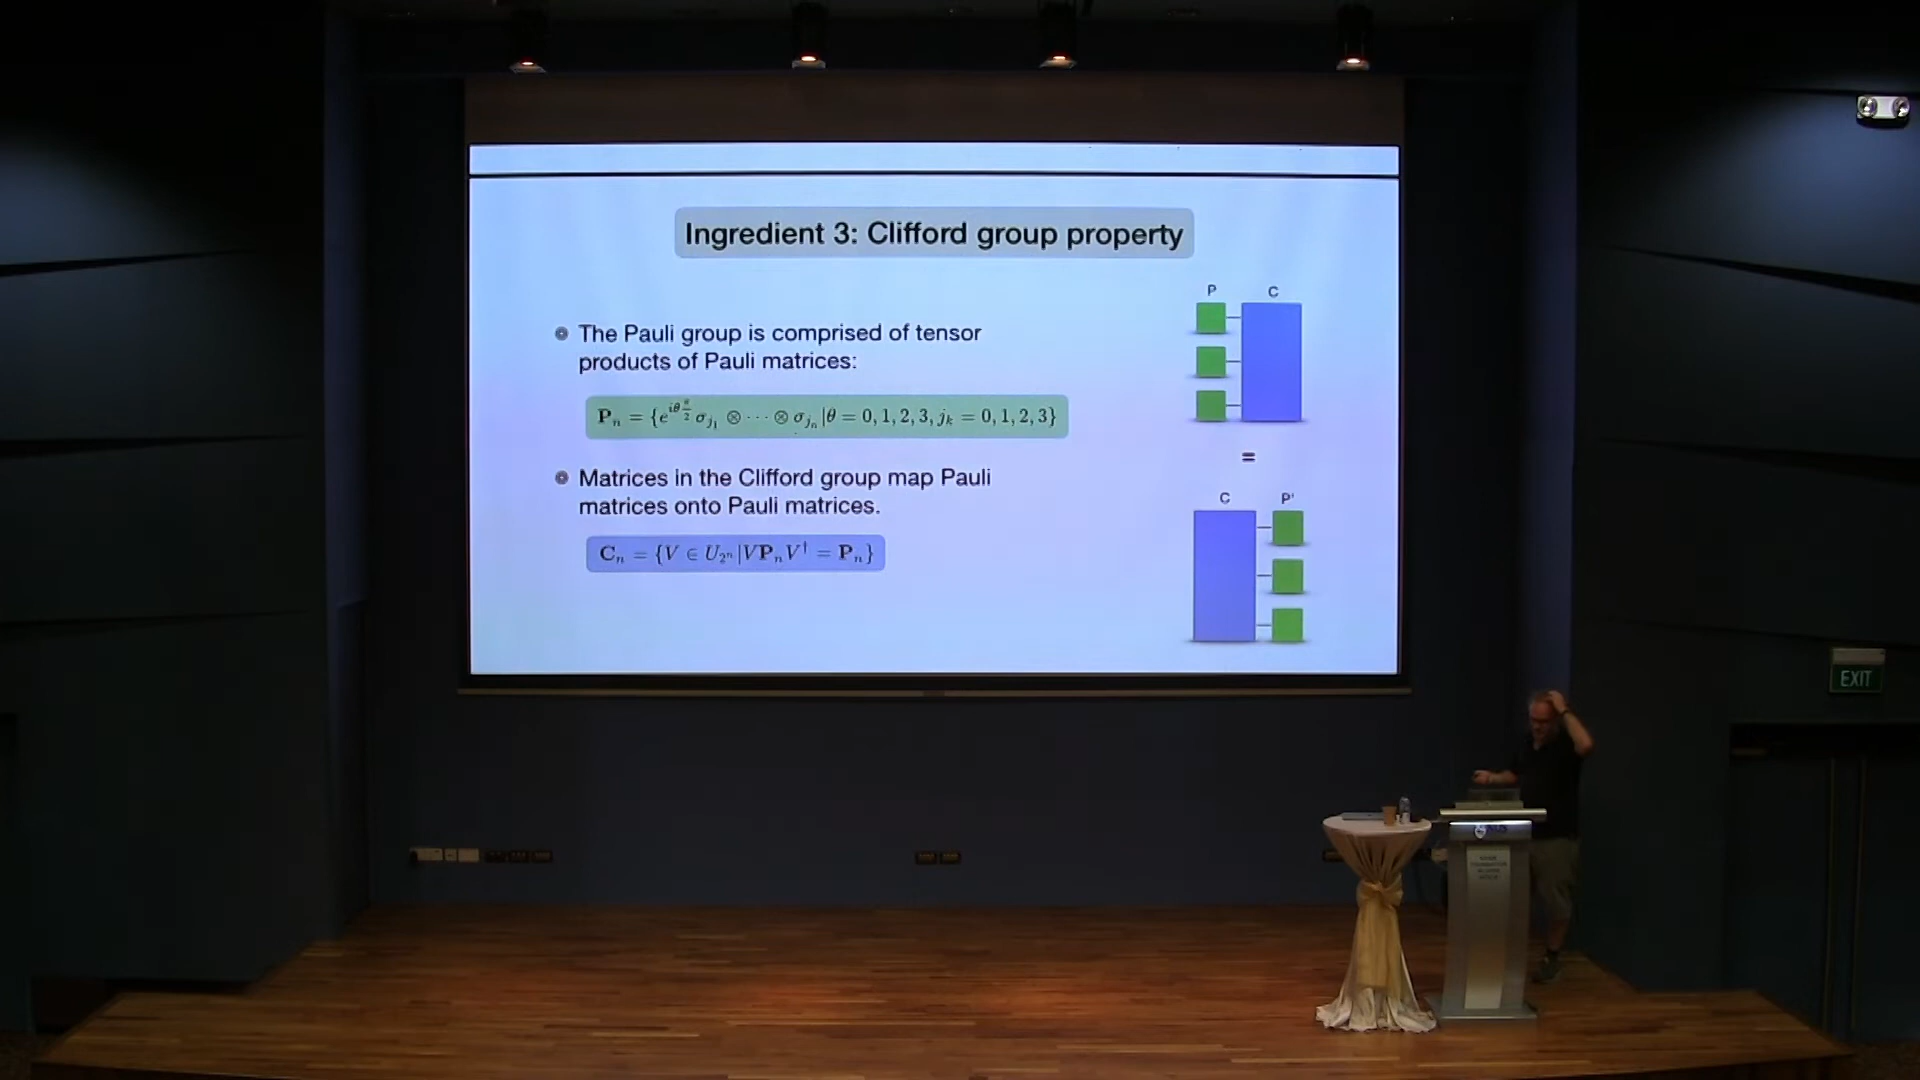 Ingredient 3: Clifford group property
The Pauli group is comprised of tensor
products of Pauli matrices:
P_n = {e^{iθ\frac{π}{2}} σ_{j_1} ⊗ ··· ⊗ σ_{j_n} | θ = 0, 1, 2, 3, j_k = 0, 1, 2, 3}
Matrices in the Clifford group map Pauli
matrices onto Pauli matrices.
C_n = {V ∈ U_{2^n} | VP_nV^† = P_n}
P C
=
C P'
EXIT